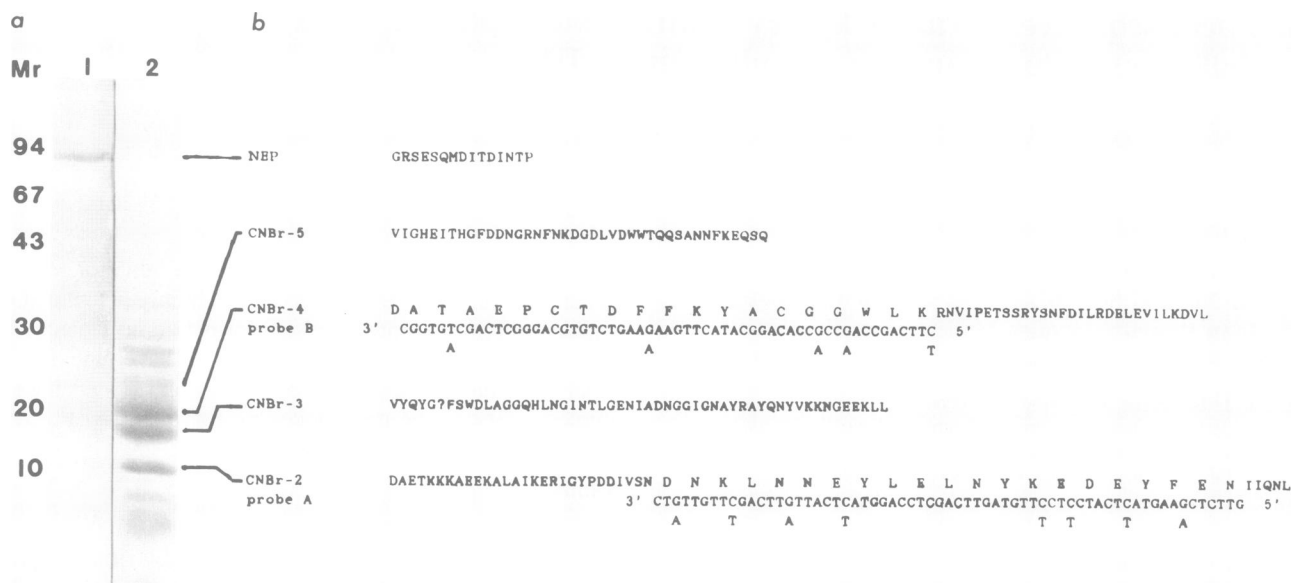 a b
Mr 1 2
94 NEP GRSESQMDITDINTP
67
CNBr-5 VIGHEITHGFDDNGRNFNKDGDLVDWWTQQSANNFKEQSQ
43
CNBr-4 D A T A E P C T D F F K Y A C G G W L K RNVIPETSSRYSNFDILRDELEVILKDVL
30 probe B 3' CGGTGTCGACTCGGGACGTGTCTGAAGAAGTTCATACGGACACCGCCGACCGACTTC 5'
A A A A T
20 CNBr-3 VYQYG?FSWDLAGGQHLNGINTLGENIADNGGIGNAYRAYQNYVKKNGEEKLL
10
CNBr-2 DAETKKKAEEKALAIKERIGYPDDIVSN D N K L N N E Y L E L N Y K E D E Y F E N IIQNL
probe A 3' CTGTTGTTCGACTTGTTACTCATGGACCTCGACTTGATGTTCCTCCTACTCATGAAGCTCTTG 5'
A T A T T T T A